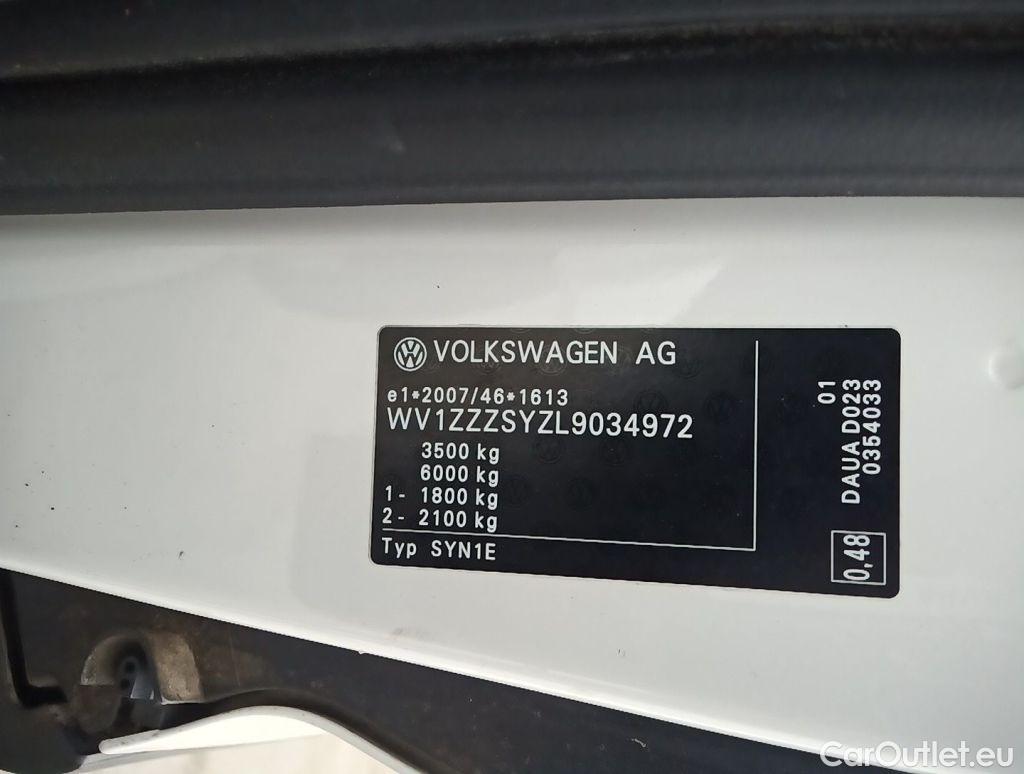 VOLKSWAGEN AG
e1*2007/46*1613
WV1ZZZSYZL9034972
3500 kg
6000 kg
1- 1800 kg
2- 2100 kg
Typ SYN1E
01
DAUA D023
0354033
0,48
CarOutlet.eu